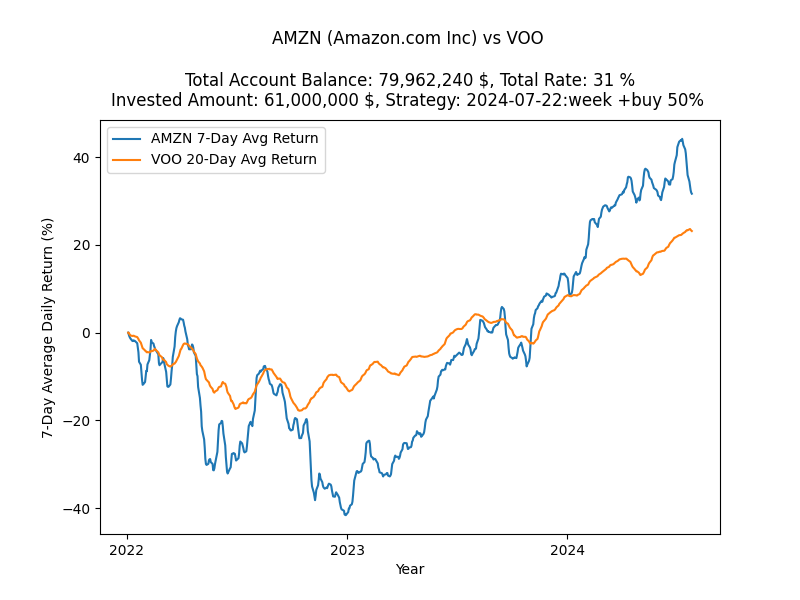 AMZN (Amazon.com Inc) vs VOO
Total Account Balance: 79,962,240 $, Total Rate: 31 %
Invested Amount: 61,000,000 $, Strategy: 2024-07-22:week +buy 50%
AMZN 7-Day Avg Return
VOO 20-Day Avg Return
7-Day Average Daily Return (%)
40
20
0
−20
−40
2022
2023
2024
Year